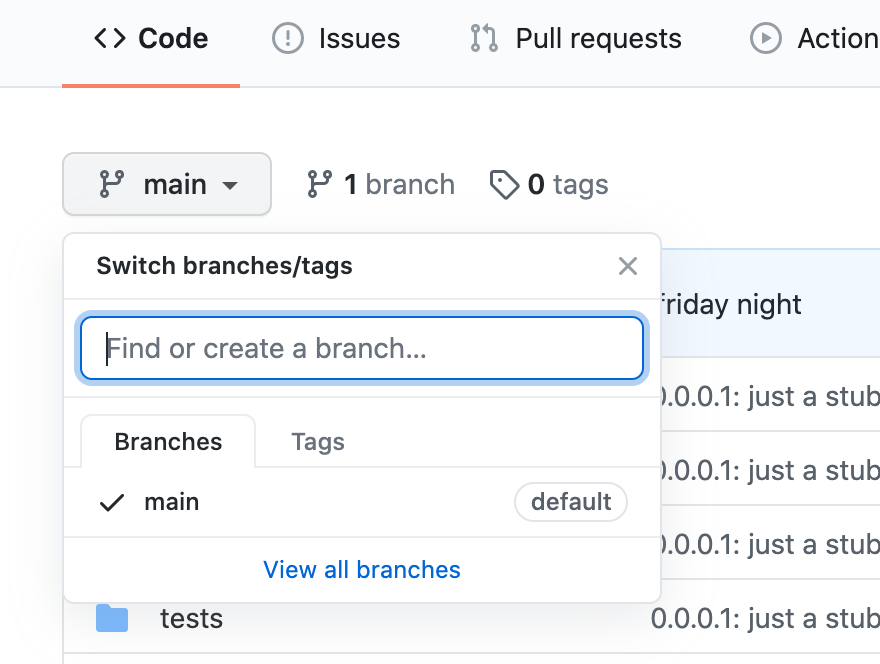 Code Issues Pull requests Action
main 1 branch 0 tags
Switch branches/tags
friday night
Find or create a branch...
0.0.0.1: just a stub
Branches Tags
0.0.0.1: just a stub
main default
0.0.0.1: just a stub
View all branches
tests 0.0.0.1: just a stub